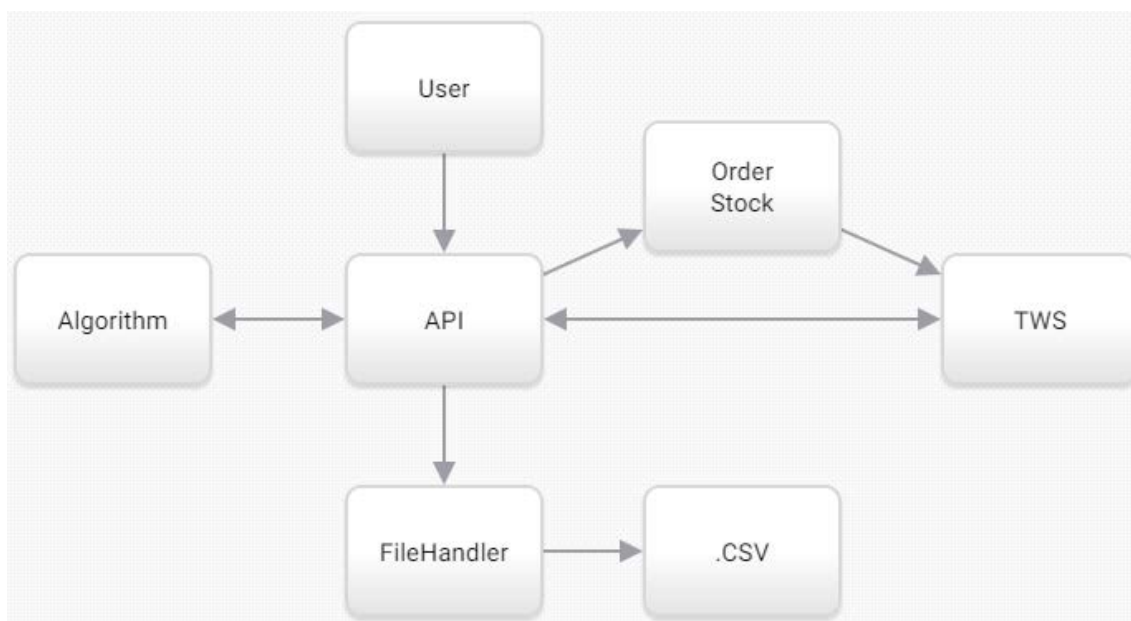 User
Order
Stock
Algorithm
API
TWS
FileHandler
.CSV